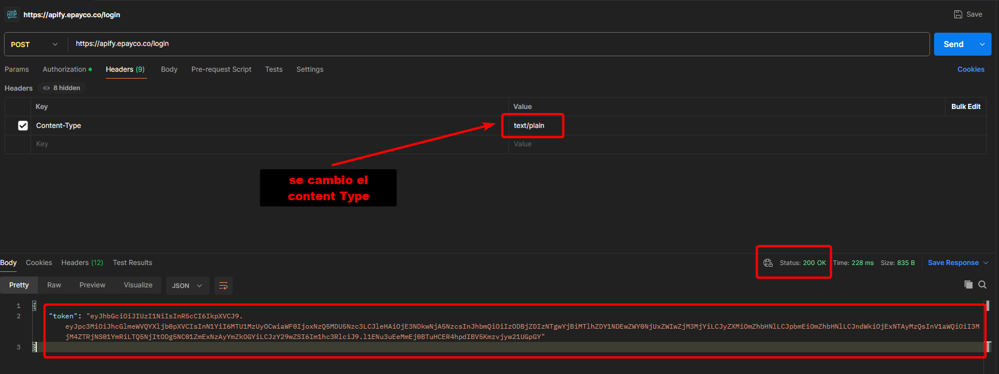 HTTP https://apify.epayco.co/login Save
POST https://apify.epayco.co/login Send
Params Authorization Headers (9) Body Pre-request Script Tests Settings Cookies
Headers 8 hidden
Key Value Bulk Edit
Content-Type text/plain
Key Value
se cambio el
content Type
Body Cookies Headers (12) Test Results Status: 200 OK Time: 228 ms Size: 835 B Save Response
Pretty Raw Preview Visualize JSON
1 {
2 "token": "eyJhbGciOiJIUzI1NiIsInR5cCI6IkpXVCJ9.
eyJpc3MiOiJhcGlmeWVQYXljb0pXVCIsInN1YiI6MTU1MzUyOCwiaWF0IjoxNzQ5MDU5Nzc3LCJleHAiOjE3NDkwNjA5NzcsInJhbmQiOiIzODBjZDIzNTgwYjBiMTlhZDY1NDEwZWY0NjUxZWIwZjM3MjYiLCJyZXMiOmZhbHNlLCJpbmEiOmZhbHNlLCJndWkiOjExNTAyMzQsInV1aWQiOiI3M
jM4ZTRjNS01YmRiLTQ5NjItODg5NC01ZmExNzAyYmZkOGYiLCJzY29wZSI6Im1hc3RlciJ9.l1ENu3uEeMmEj0BTuHCER4hpdIBV5Kmzvjyw21UGpGY"
3 }